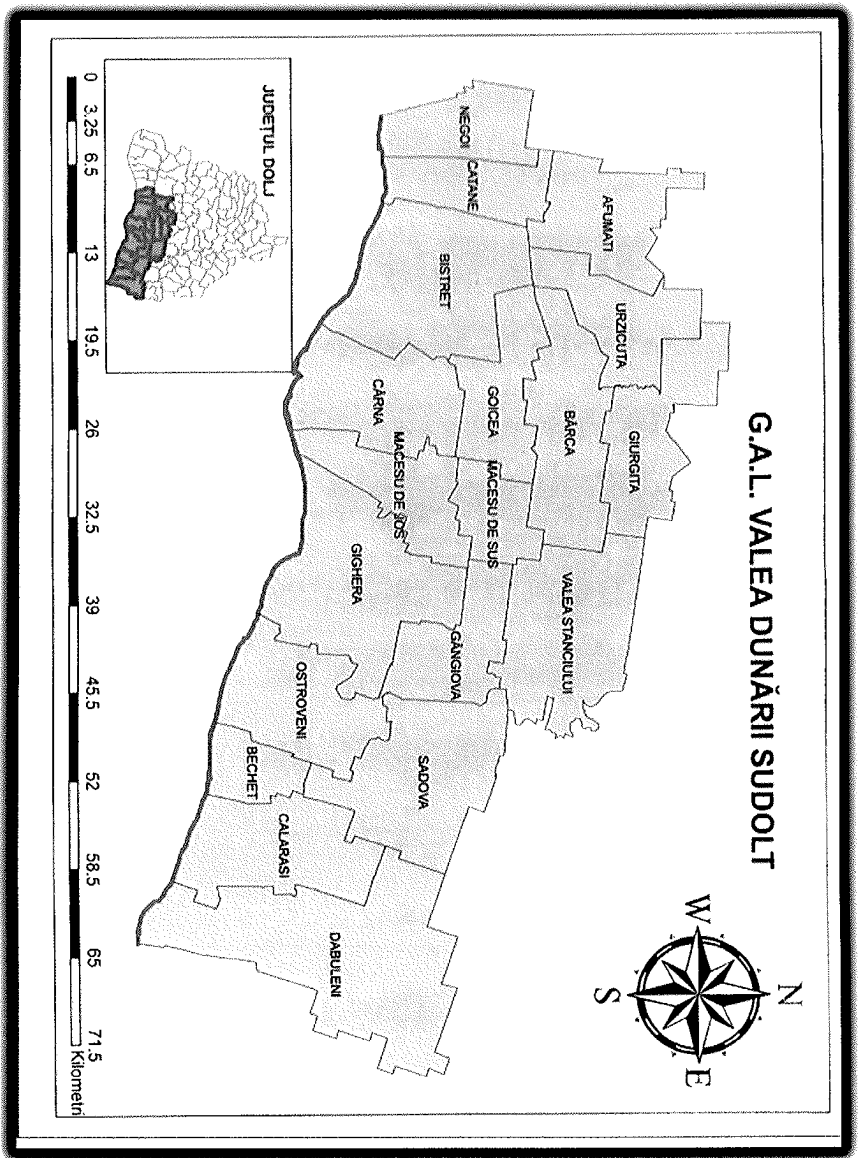 G.A.L. VALEA DUNĂRII SUDOLT
N
W
E
S
AFUMATI
URZICUTA
GIURGITA
NEGOI
CATANE
BISTRET
BÂRCA
VALEA STANCIULUI
GOICEA
MACESU DE SUS
CÂRNA
MACESU DE JOS
GÂNGIOVA
GIGHERA
SADOVA
OSTROVENI
BECHET
CALARASI
DABULENI
JUDEȚUL DOLJ
0 3.25 6.5 13 19.5 26 32.5 39 45.5 52 58.5 65 71.5
Kilometri